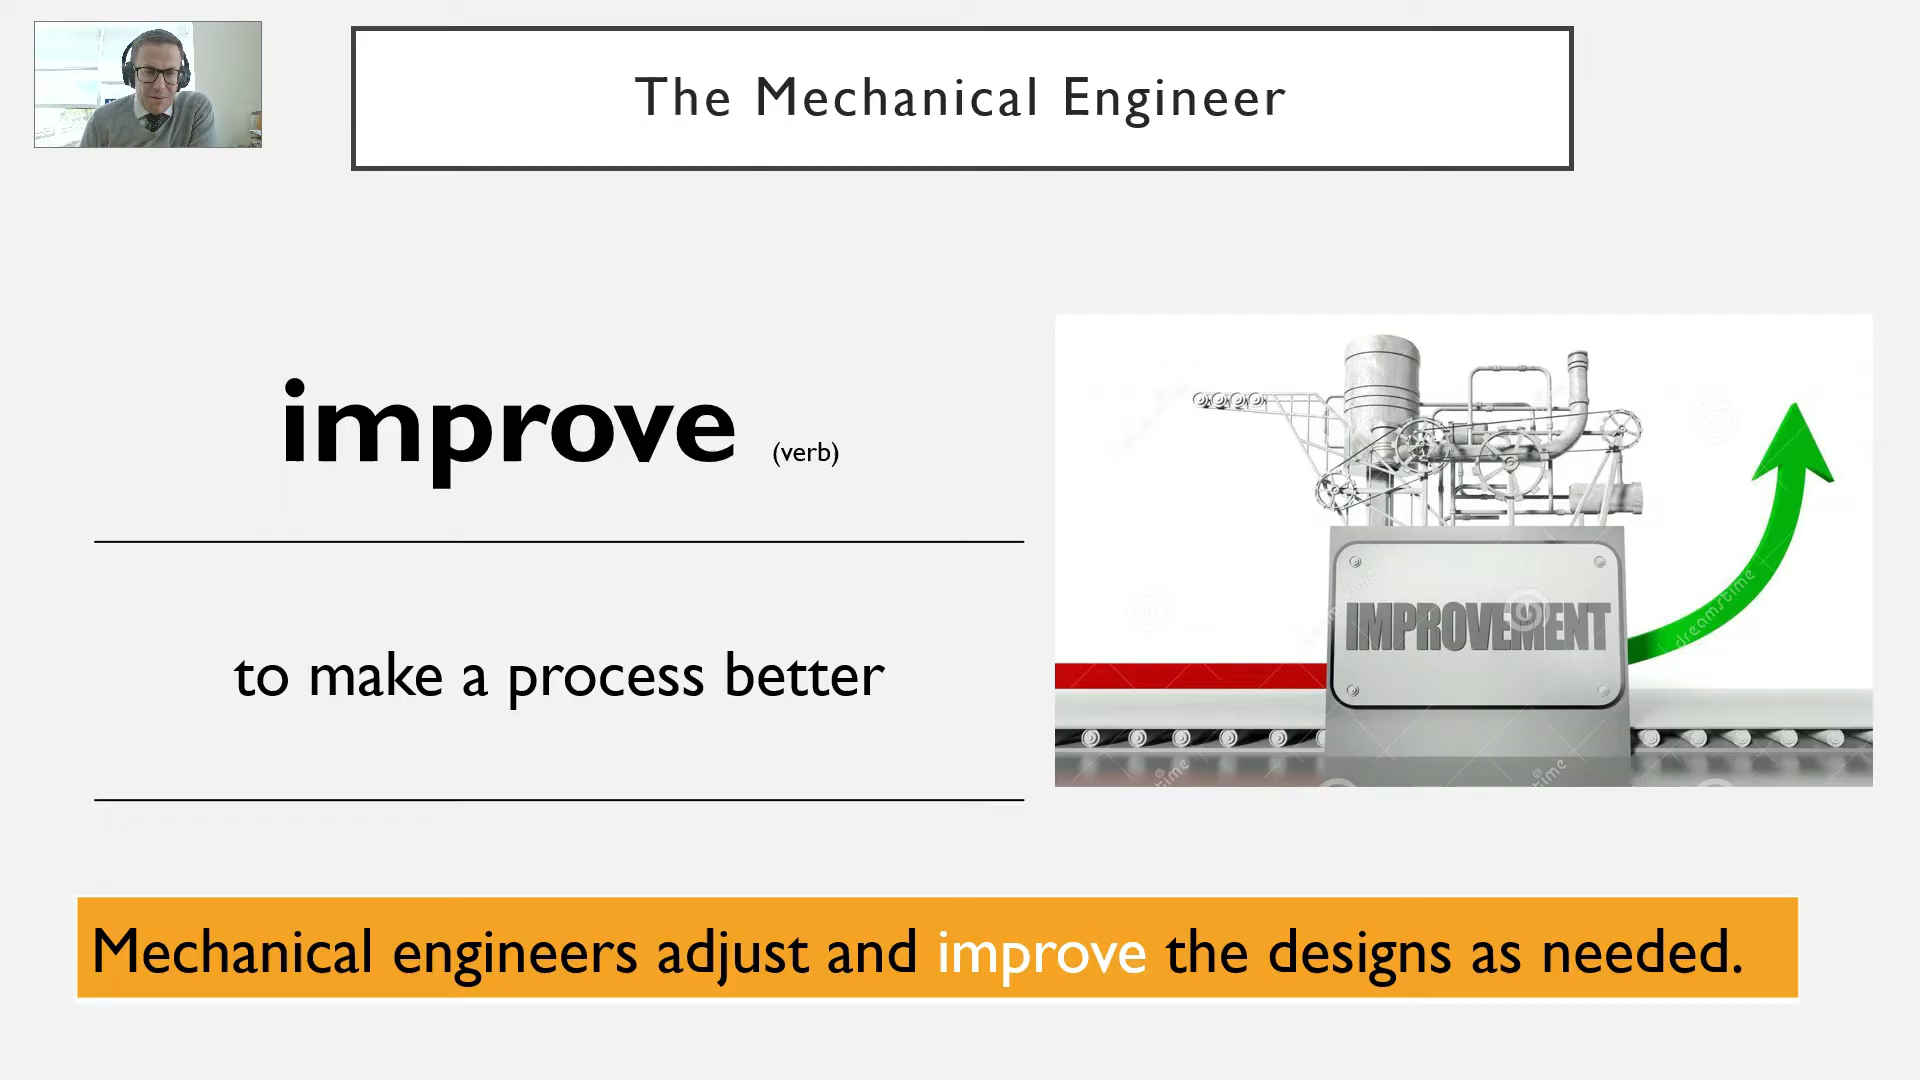 The Mechanical Engineer
improve (verb)
to make a process better
IMPROVEMENT
dreamstime
Mechanical engineers adjust and improve the designs as needed.